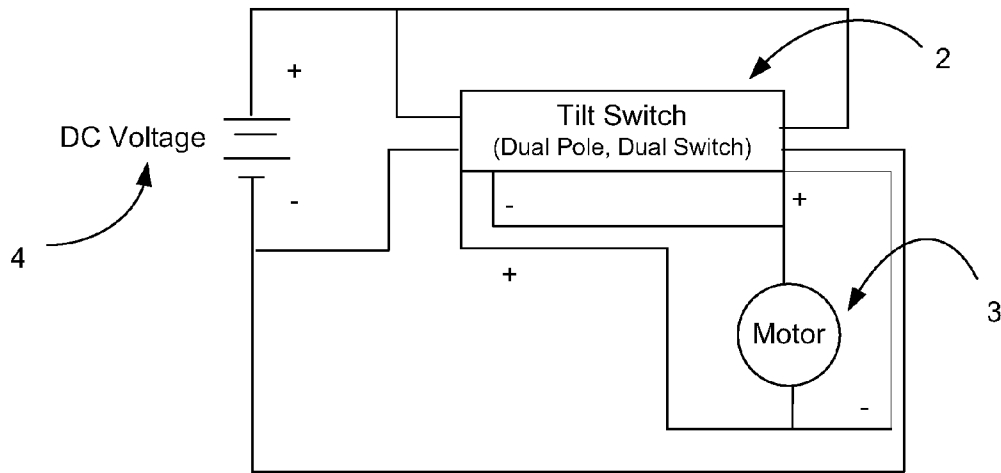 2
+
Tilt Switch
DC Voltage
(Dual Pole, Dual Switch)
-
-
+
4
+
3
Motor
-